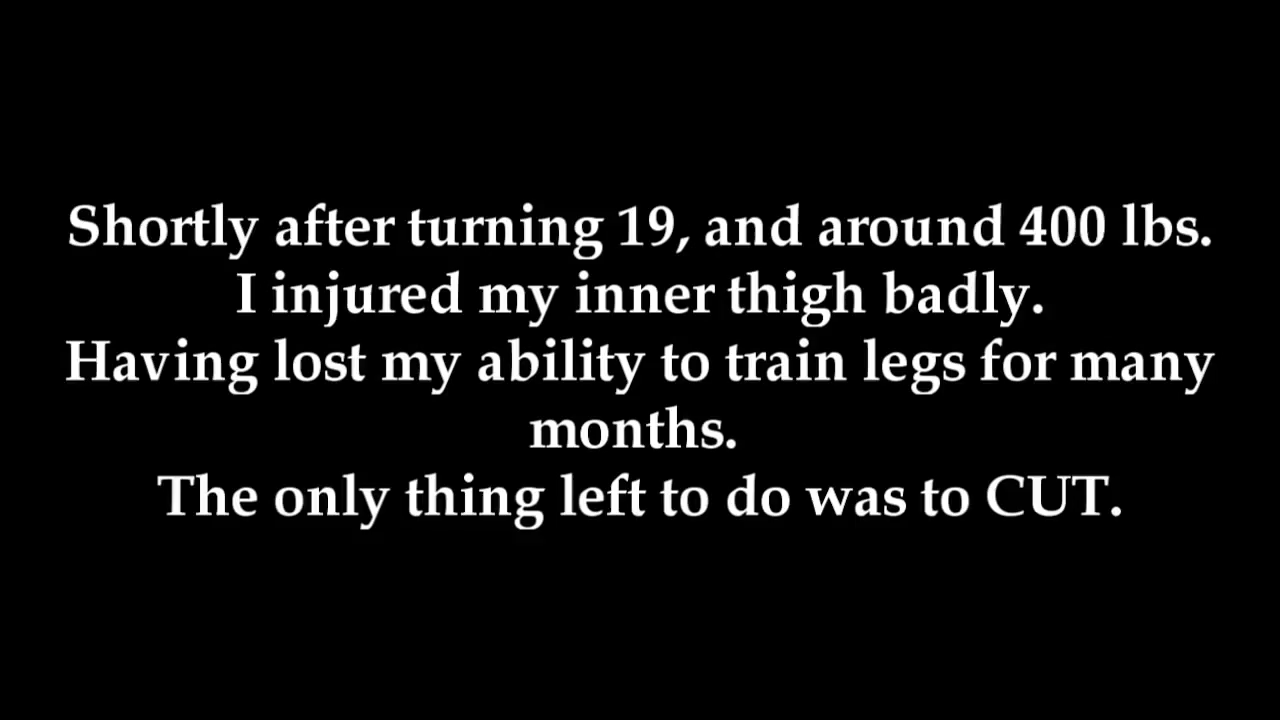 Shortly after turning 19, and around 400 lbs.
I injured my inner thigh badly.
Having lost my ability to train legs for many
months.
The only thing left to do was to CUT.